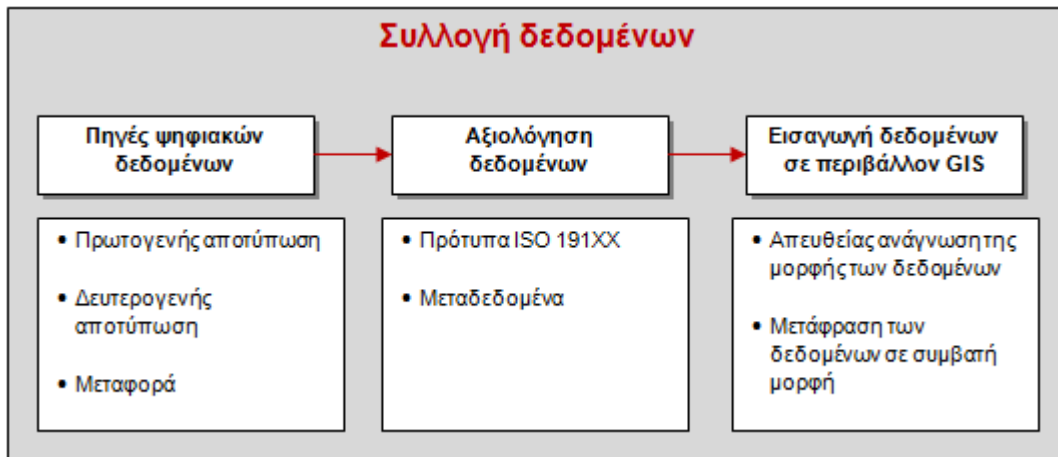 Συλλογή δεδομένων
Πηγές ψηφιακών
δεδομένων
Αξιολόγηση
δεδομένων
Εισαγωγή δεδομένων
σε περιβάλλον GIS
• Πρωτογενής αποτύπωση
• Δευτερογενής
αποτύπωση
• Μεταφορά
• Πρότυπα ISO 191XX
• Μεταδεδομένα
• Απευθείας ανάγνωση της
μορφής των δεδομένων
• Μετάφραση των
δεδομένων σε συμβατή
μορφή